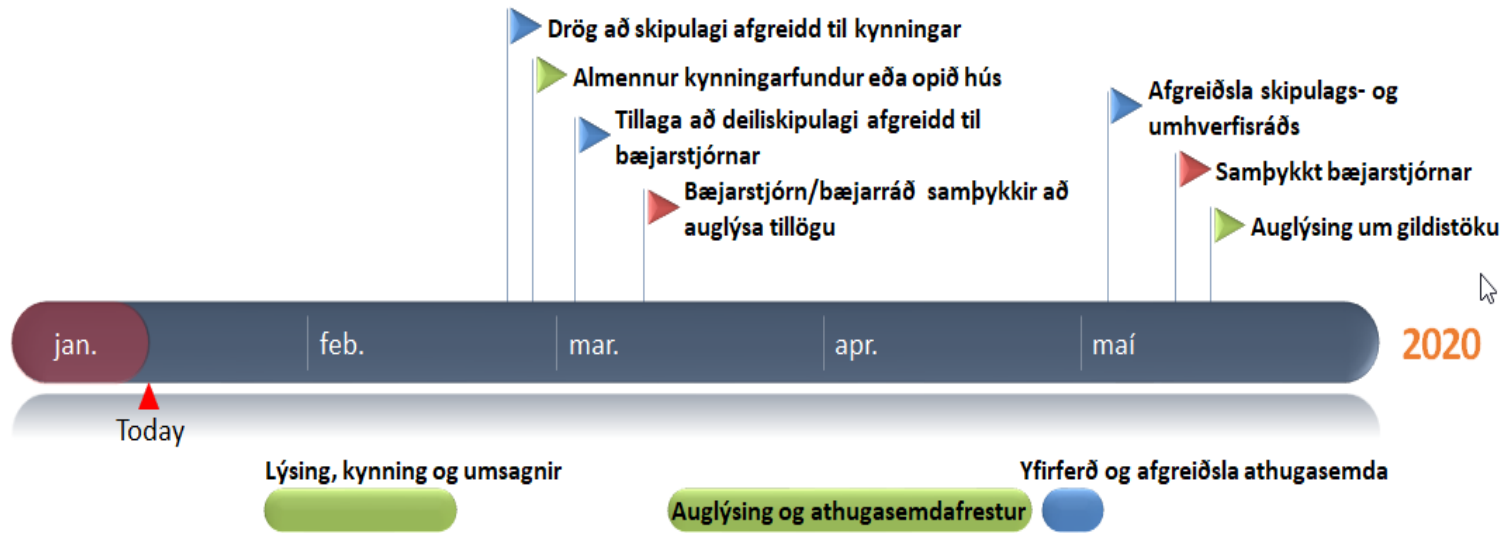 Drög að skipulagi afgreidd til kynningar
Almennur kynningarfundur eða opið hús
Tillaga að deiliskipulagi afgreidd til
bæjarstjórnar
Bæjarstjórn/bæjarráð samþykkir að
auglýsa tillögu
Afgreiðsla skipulags- og
umhverfisráðs
Samþykkt bæjarstjórnar
Auglýsing um gildistöku
jan.
feb.
mar.
apr.
maí
2020
Today
Lýsing, kynning og umsagnir
Auglýsing og athugasemdafrestur
Yfirferð og afgreiðsla athugasemda